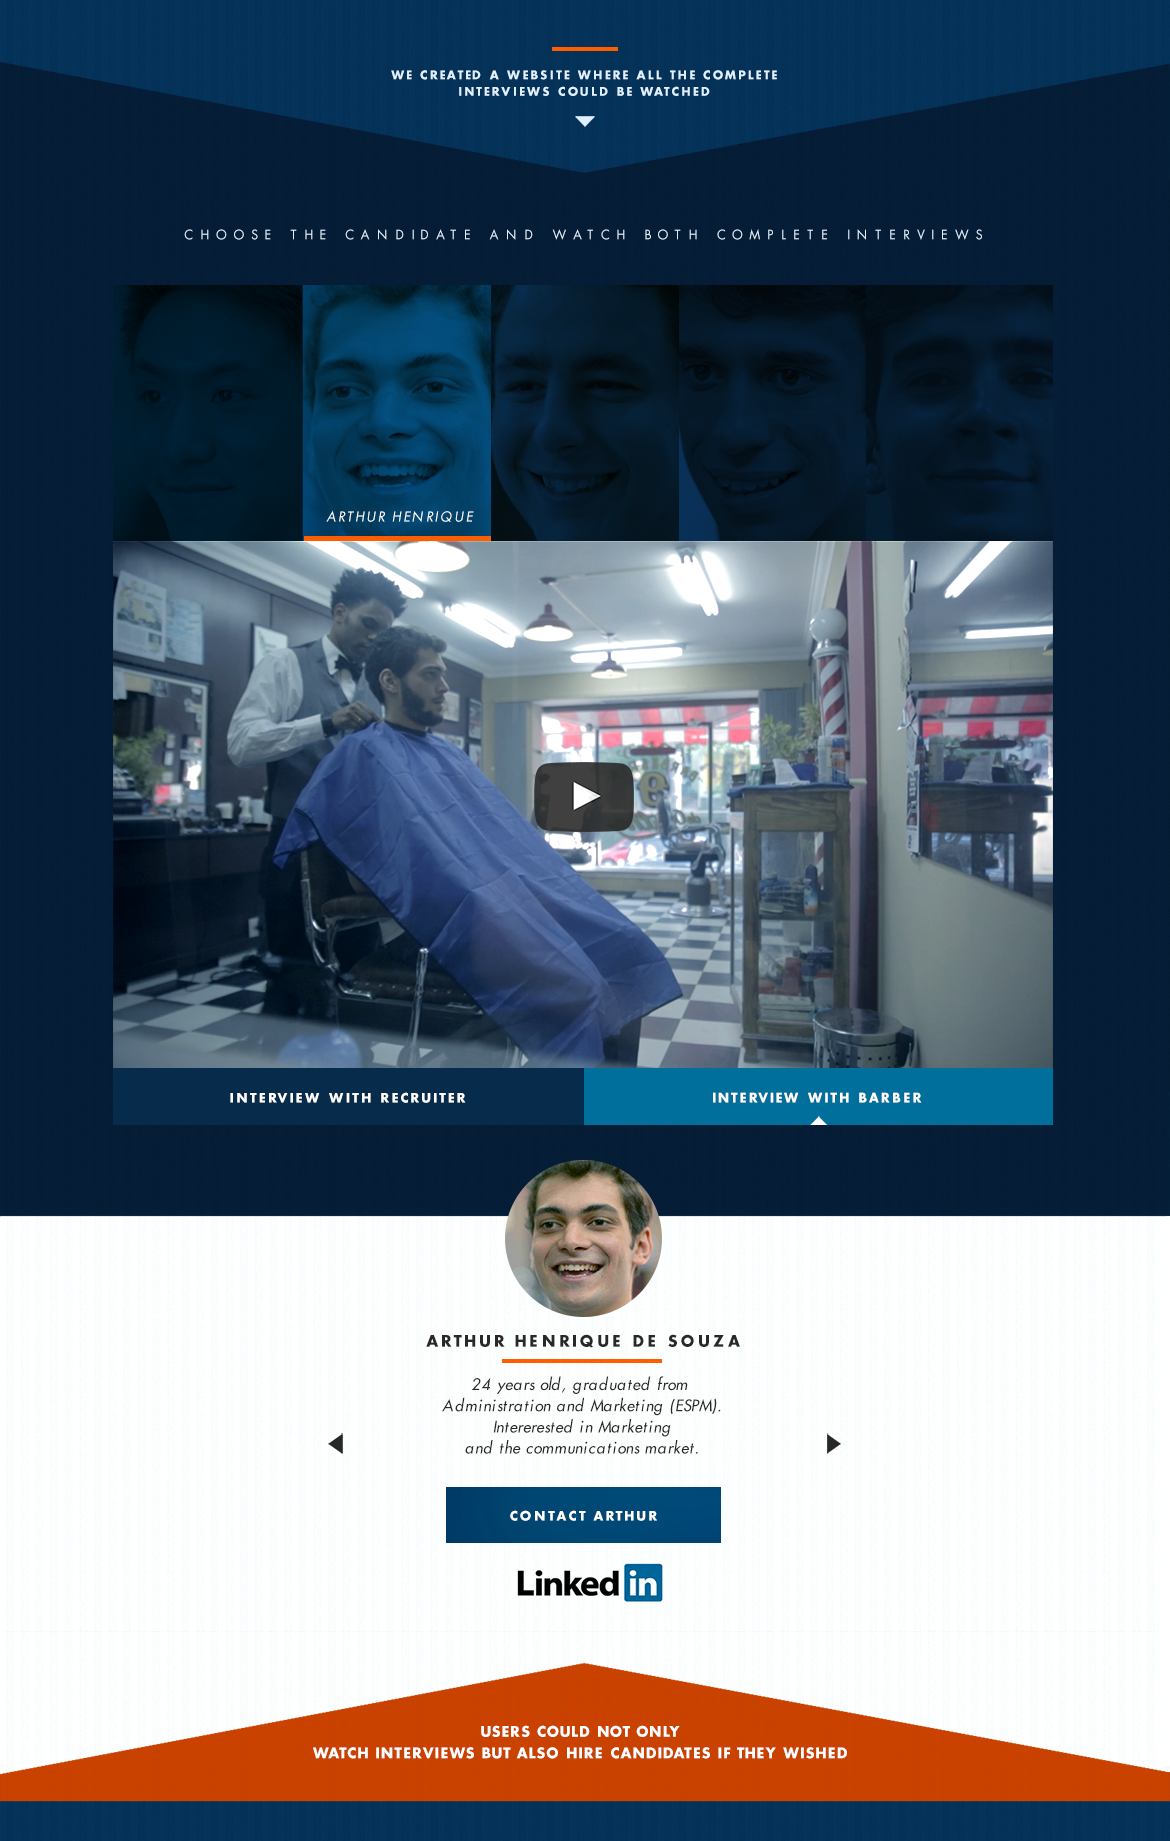 WE CREATED A WEBSITE WHERE ALL THE COMPLETE
INTERVIEWS COULD BE WATCHED
CHOOSE THE CANDIDATE AND WATCH BOTH COMPLETE INTERVIEWS
ARTHUR HENRIQUE
INTERVIEW WITH RECRUITER
INTERVIEW WITH BARBER
ARTHUR HENRIQUE DE SOUZA
24 years old, graduated from
Administration and Marketing (ESPM).
Intererested in Marketing
and the communications market.
CONTACT ARTHUR
Linked in
USERS COULD NOT ONLY
WATCH INTERVIEWS BUT ALSO HIRE CANDIDATES IF THEY WISHED